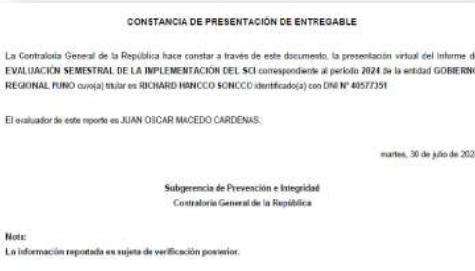 CONSTANCIA DE PRESENTACIÓN DE ENTREGABLE
La Contraloría General de la República hace constar a través de este documento, la presentación virtual del Informe d
EVALUACIÓN SEMESTRAL DE LA IMPLEMENTACIÓN DEL SCI correspondiente al periodo 2024 de la entidad GOBIERNO
REGIONAL PUNO cuyo(a) titular es RICHARD HANCCO SONCCO identificado(a) con DNI N° 40577351
El evaluador de este reporte es JUAN OSCAR MACEDO CARDENAS.
martes, 30 de julio de 202
Subgerencia de Prevención e Integridad
Contraloría General de la República
Nota:
La información reportada es sujeta de verificación posterior.